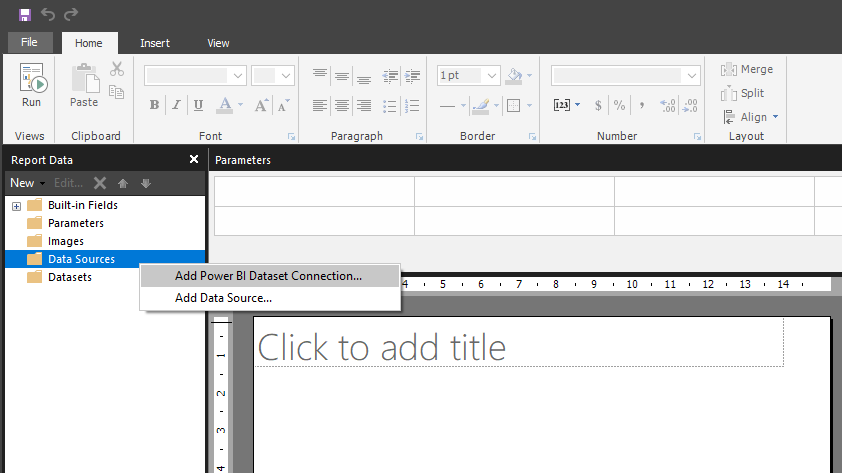 File Home Insert View
Run
Paste
B I U A A A
1 pt
[123] $ % , .00 .00
Merge
Split
Align
Views Clipboard Font Paragraph Border Number Layout
Report Data
New Edit...
Built-in Fields
Parameters
Images
Data Sources
Datasets
Add Power BI Dataset Connection...
Add Data Source...
Parameters
4 5 6 7 8 9 10 11 12 13 14
1
2
3
4
Click to add title